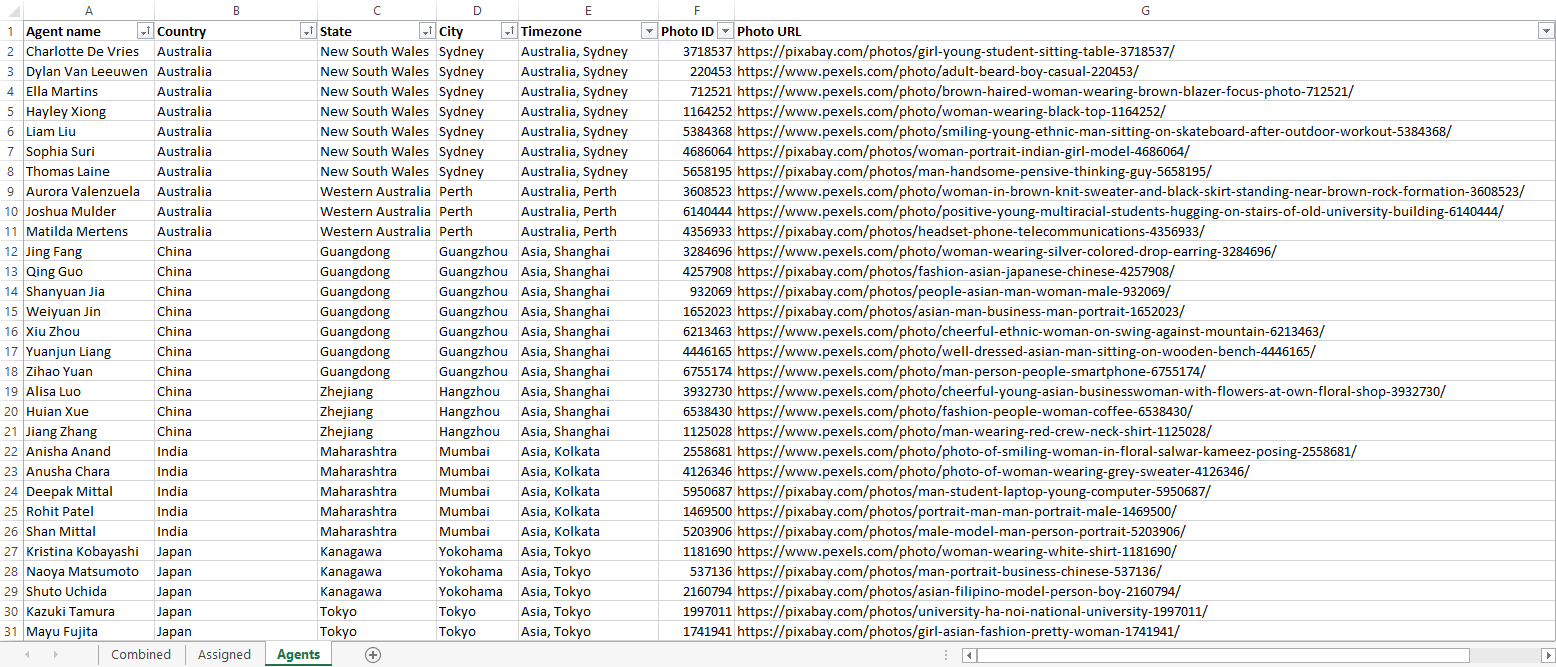 A B C D E F G
1 Agent name Country State City Timezone Photo ID Photo URL
2 Charlotte De Vries Australia New South Wales Sydney Australia, Sydney 3718537 https://pixabay.com/photos/girl-young-student-sitting-table-3718537/
3 Dylan Van Leeuwen Australia New South Wales Sydney Australia, Sydney 220453 https://www.pexels.com/photo/adult-beard-boy-casual-220453/
4 Ella Martins Australia New South Wales Sydney Australia, Sydney 712521 https://www.pexels.com/photo/brown-haired-woman-wearing-brown-blazer-focus-photo-712521/
5 Hayley Xiong Australia New South Wales Sydney Australia, Sydney 1164252 https://www.pexels.com/photo/woman-wearing-black-top-1164252/
6 Liam Liu Australia New South Wales Sydney Australia, Sydney 5384368 https://www.pexels.com/photo/smiling-young-ethnic-man-sitting-on-skateboard-after-outdoor-workout-5384368/
7 Sophia Suri Australia New South Wales Sydney Australia, Sydney 4686064 https://pixabay.com/photos/woman-portrait-indian-girl-model-4686064/
8 Thomas Laine Australia New South Wales Sydney Australia, Sydney 5658195 https://pixabay.com/photos/man-handsome-pensive-thinking-guy-5658195/
9 Aurora Valenzuela Australia Western Australia Perth Australia, Perth 3608523 https://www.pexels.com/photo/woman-in-brown-knit-sweater-and-black-skirt-standing-near-brown-rock-formation-3608523/
10 Joshua Mulder Australia Western Australia Perth Australia, Perth 6140444 https://www.pexels.com/photo/positive-young-multiracial-students-hugging-on-stairs-of-old-university-building-6140444/
11 Matilda Mertens Australia Western Australia Perth Australia, Perth 4356933 https://pixabay.com/photos/headset-phone-telecommunications-4356933/
12 Jing Fang China Guangdong Guangzhou Asia, Shanghai 3284696 https://www.pexels.com/photo/woman-wearing-silver-colored-drop-earring-3284696/
13 Qing Guo China Guangdong Guangzhou Asia, Shanghai 4257908 https://pixabay.com/photos/fashion-asian-japanese-chinese-4257908/
14 Shanyuan Jia China Guangdong Guangzhou Asia, Shanghai 932069 https://pixabay.com/photos/people-asian-man-woman-male-932069/
15 Weiyuan Jin China Guangdong Guangzhou Asia, Shanghai 1652023 https://pixabay.com/photos/asian-man-business-man-portrait-1652023/
16 Xiu Zhou China Guangdong Guangzhou Asia, Shanghai 6213463 https://www.pexels.com/photo/cheerful-ethnic-woman-on-swing-against-mountain-6213463/
17 Yuanjun Liang China Guangdong Guangzhou Asia, Shanghai 4446165 https://www.pexels.com/photo/well-dressed-asian-man-sitting-on-wooden-bench-4446165/
18 Zihao Yuan China Guangdong Guangzhou Asia, Shanghai 6755174 https://www.pexels.com/photo/man-person-people-smartphone-6755174/
19 Alisa Luo China Zhejiang Hangzhou Asia, Shanghai 3932730 https://www.pexels.com/photo/cheerful-young-asian-businesswoman-with-flowers-at-own-floral-shop-3932730/
20 Huian Xue China Zhejiang Hangzhou Asia, Shanghai 6538430 https://www.pexels.com/photo/fashion-people-woman-coffee-6538430/
21 Jiang Zhang China Zhejiang Hangzhou Asia, Shanghai 1125028 https://www.pexels.com/photo/man-wearing-red-crew-neck-shirt-1125028/
22 Anisha Anand India Maharashtra Mumbai Asia, Kolkata 2558681 https://www.pexels.com/photo/photo-of-smiling-woman-in-floral-salwar-kameez-posing-2558681/
23 Anusha Chara India Maharashtra Mumbai Asia, Kolkata 4126346 https://www.pexels.com/photo/photo-of-woman-wearing-grey-sweater-4126346/
24 Deepak Mittal India Maharashtra Mumbai Asia, Kolkata 5950687 https://pixabay.com/photos/man-student-laptop-young-computer-5950687/
25 Rohit Patel India Maharashtra Mumbai Asia, Kolkata 1469500 https://pixabay.com/photos/portrait-man-man-portrait-male-1469500/
26 Shan Mittal India Maharashtra Mumbai Asia, Kolkata 5203906 https://pixabay.com/photos/male-model-man-person-portrait-5203906/
27 Kristina Kobayashi Japan Kanagawa Yokohama Asia, Tokyo 1181690 https://www.pexels.com/photo/woman-wearing-white-shirt-1181690/
28 Naoya Matsumoto Japan Kanagawa Yokohama Asia, Tokyo 537136 https://pixabay.com/photos/man-portrait-business-chinese-537136/
29 Shuto Uchida Japan Kanagawa Yokohama Asia, Tokyo 2160794 https://pixabay.com/photos/asian-filipino-model-person-boy-2160794/
30 Kazuki Tamura Japan Tokyo Tokyo Asia, Tokyo 1997011 https://pixabay.com/photos/university-ha-noi-national-university-1997011/
31 Mayu Fujita Japan Tokyo Tokyo Asia, Tokyo 1741941 https://pixabay.com/photos/girl-asian-fashion-pretty-woman-1741941/
Combined Assigned Agents